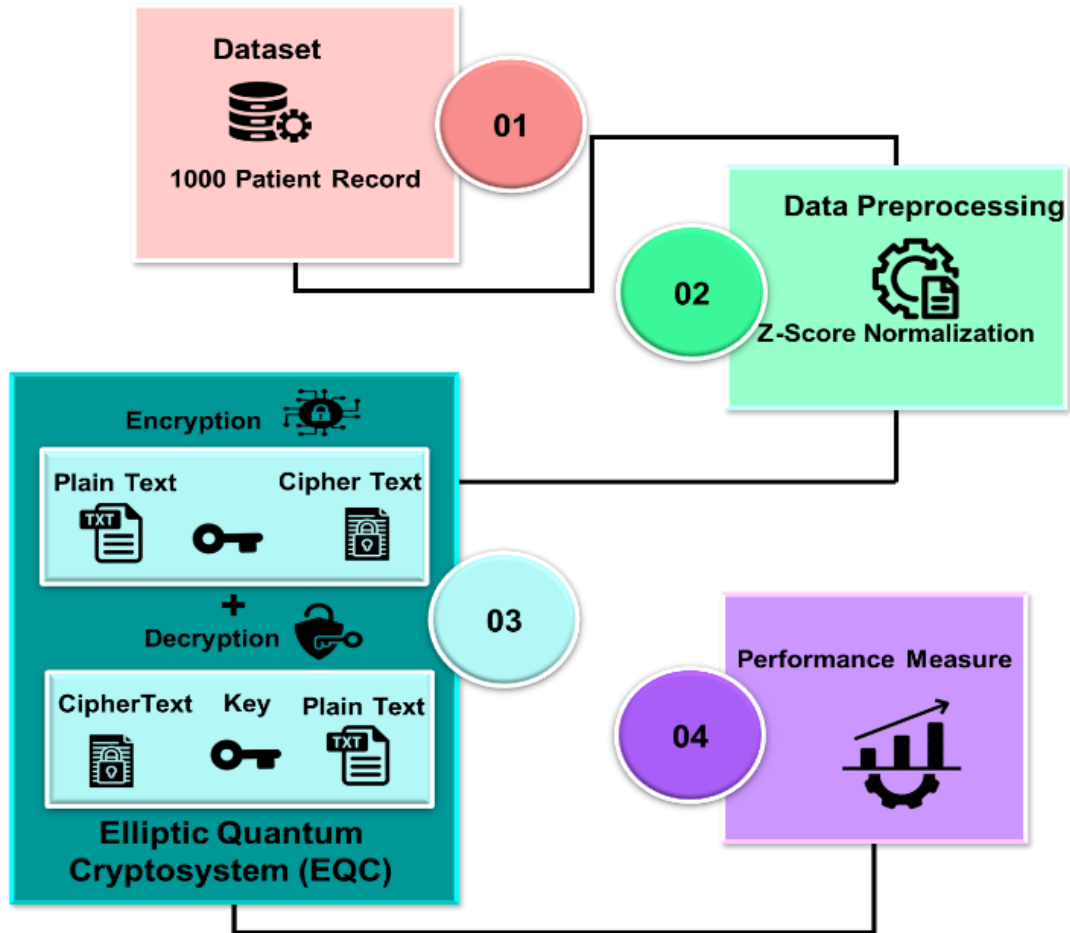 Dataset
1000 Patient Record
01
Data Preprocessing
Z-Score Normalization
02
Encryption
Plain Text
Cipher Text
TXT
+
Decryption
CipherText
Key
Plain Text
TXT
Elliptic Quantum
Cryptosystem (EQC)
03
Performance Measure
04